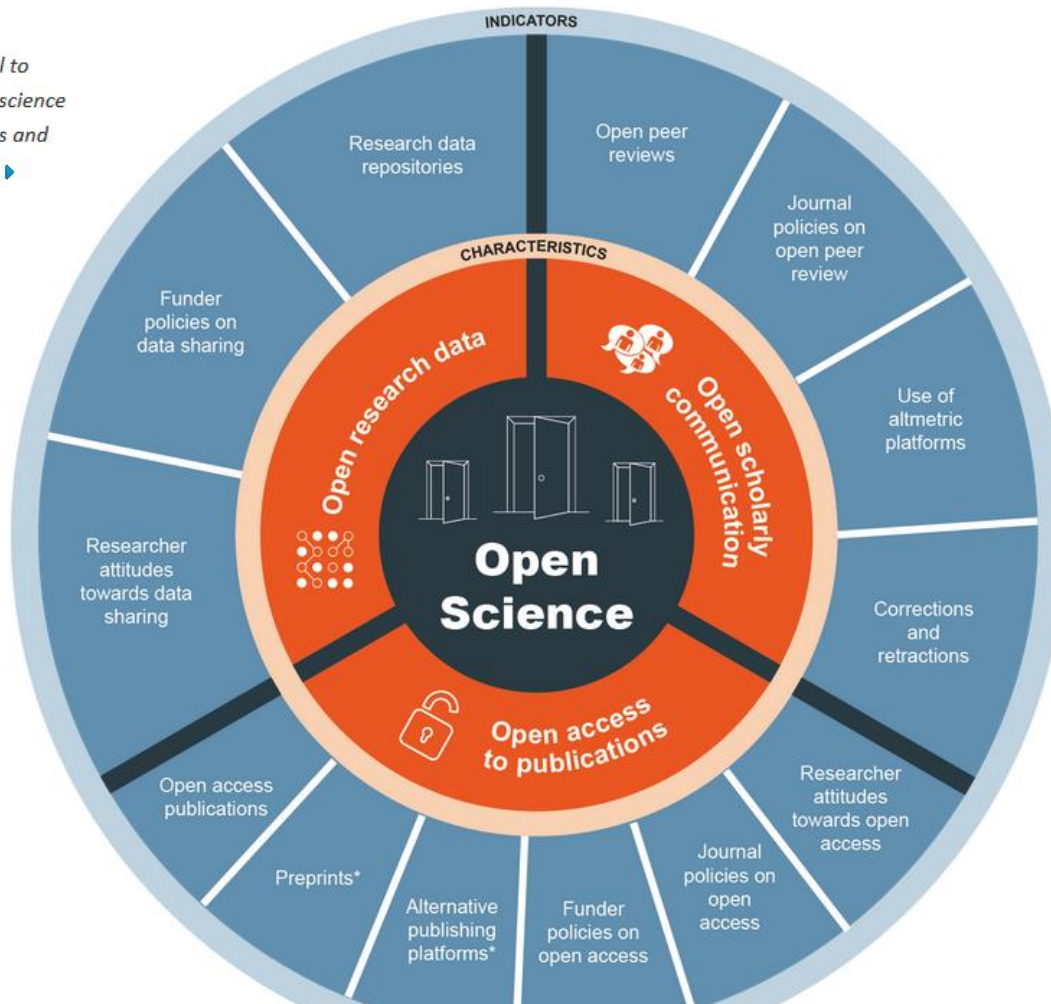 l to
science
s and
INDICATORS
Research data
repositories
Open peer
reviews
Journal
policies on
open peer
review
Funder
policies on
data sharing
CHARACTERISTICS
Open research data
Open scholarly
communication
Use of
altmetric
platforms
Researcher
attitudes
towards data
sharing
Open
Science
Corrections
and
retractions
Open access
to publications
Open access
publications
Preprints*
Alternative
publishing
platforms*
Funder
policies on
open access
Journal
policies on
open
access
Researcher
attitudes
towards open
access